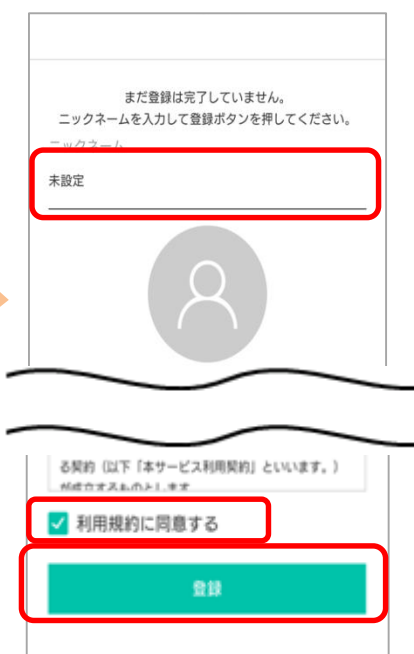 まだ登録は完了していません。
ニックネームを入力して登録ボタンを押してください。
ニックネーム
未設定
る契約（以下「本サービス利用契約」といいます。）
が成立するものとします
利用規約に同意する
登録